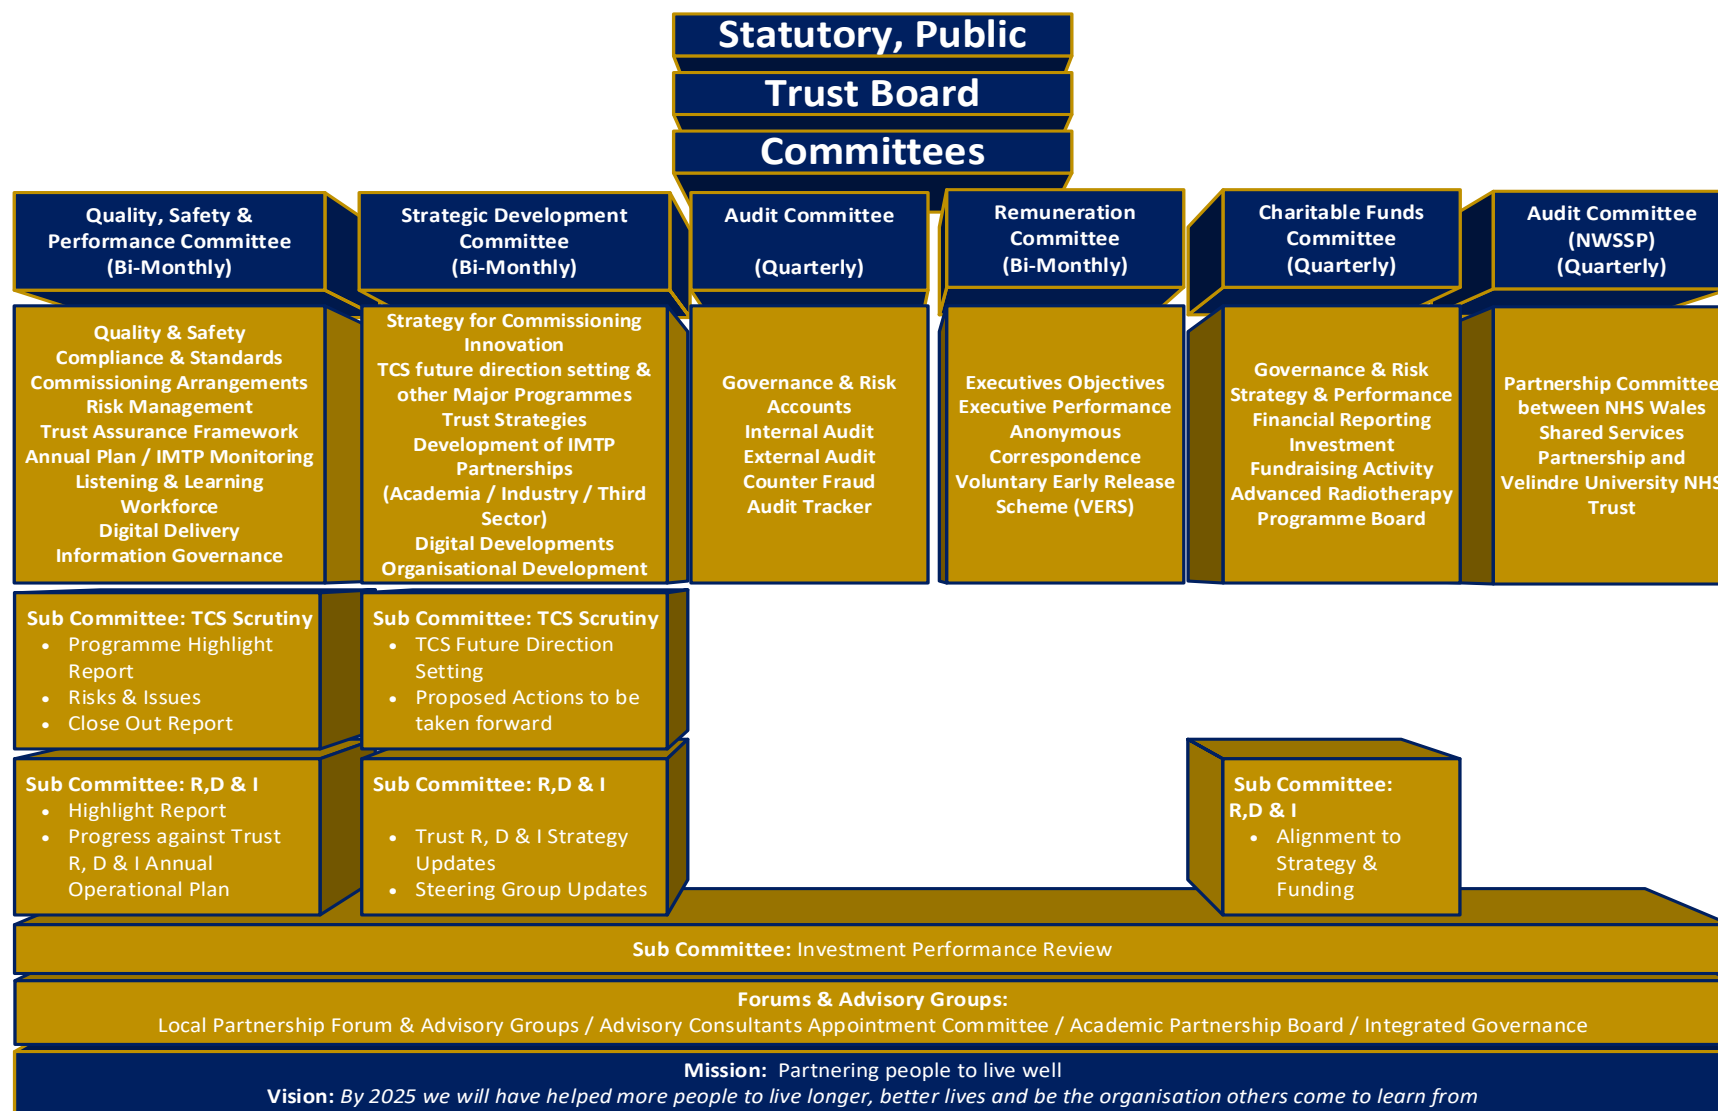 Statutory, Public
Trust Board
Committees
Quality, Safety &
Performance Committee
(Bi-Monthly)
Strategic Development
Committee
(Bi-Monthly)
Audit Committee
(Quarterly)
Remuneration
Committee
(Bi-Monthly)
Charitable Funds
Committee
(Quarterly)
Audit Committee
(NWSSP)
(Quarterly)
Quality & Safety
Compliance & Standards
Commissioning Arrangements
Risk Management
Trust Assurance Framework
Annual Plan / IMTP Monitoring
Listening & Learning
Workforce
Digital Delivery
Information Governance
Strategy for Commissioning
Innovation
TCS future direction setting &
other Major Programmes
Trust Strategies
Development of IMTP
Partnerships
(Academia / Industry / Third
Sector)
Digital Developments
Organisational Development
Governance & Risk
Accounts
Internal Audit
External Audit
Counter Fraud
Audit Tracker
Executives Objectives
Executive Performance
Anonymous
Correspondence
Voluntary Early Release
Scheme (VERS)
Governance & Risk
Strategy & Performance
Financial Reporting
Investment
Fundraising Activity
Advanced Radiotherapy
Programme Board
Partnership Committee
between NHS Wales
Shared Services
Partnership and
Velindre University NHS
Trust
Sub Committee: TCS Scrutiny
• Programme Highlight
Report
• Risks & Issues
• Close Out Report
Sub Committee: TCS Scrutiny
• TCS Future Direction
Setting
• Proposed Actions to be
taken forward
Sub Committee: R,D & I
• Highlight Report
• Progress against Trust
R, D & I Annual
Operational Plan
Sub Committee: R,D & I
• Trust R, D & I Strategy
Updates
• Steering Group Updates
Sub Committee:
R,D & I
• Alignment to
Strategy &
Funding
Sub Committee: Investment Performance Review
Forums & Advisory Groups:
Local Partnership Forum & Advisory Groups / Advisory Consultants Appointment Committee / Academic Partnership Board / Integrated Governance
Mission: Partnering people to live well
Vision: By 2025 we will have helped more people to live longer, better lives and be the organisation others come to learn from